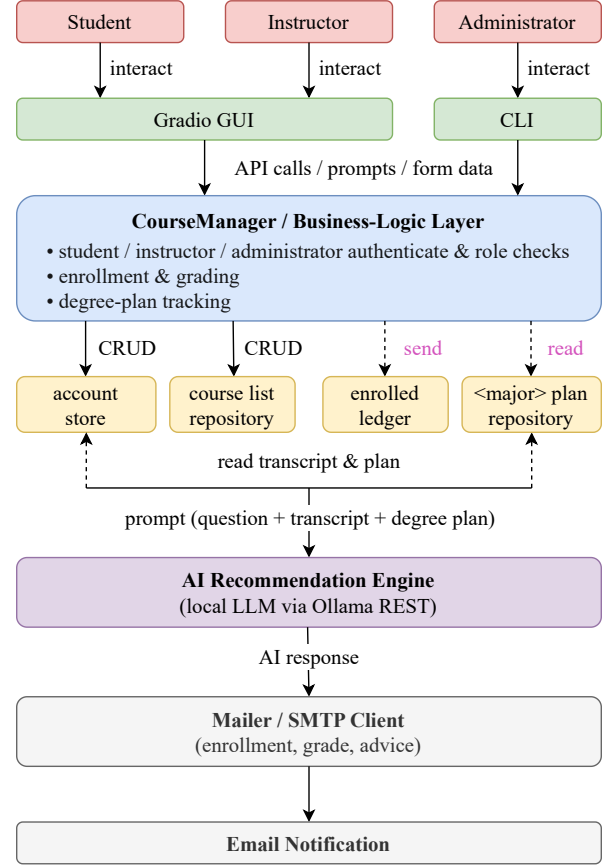 Student
Instructor
Administrator
interact
interact
interact
Gradio GUI
CLI
API calls / prompts / form data
CourseManager / Business-Logic Layer
• student / instructor / administrator authenticate & role checks
• enrollment & grading
• degree-plan tracking
CRUD
CRUD
send
read
account
store
course list
repository
enrolled
ledger
<major> plan
repository
read transcript & plan
prompt (question + transcript + degree plan)
AI Recommendation Engine
(local LLM via Ollama REST)
AI response
Mailer / SMTP Client
(enrollment, grade, advice)
Email Notification